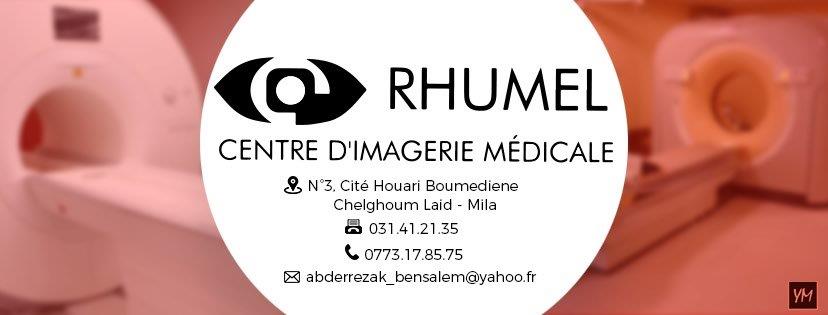 RHUMEL
CENTRE D'IMAGERIE MÉDICALE
N°3, Cité Houari Boumediene
Chelghoum Laid - Mila
031.41.21.35
0773.17.85.75
abderrezak_bensalem@yahoo.fr
YM